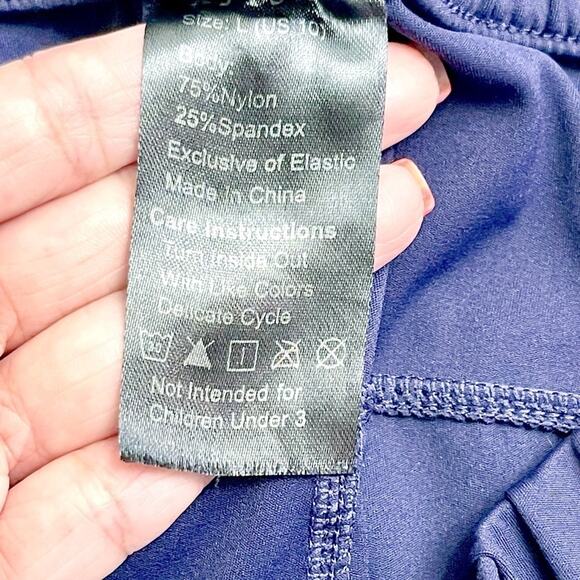 Size: L (US 10)
Body:
75%Nylon
25%Spandex
Exclusive of Elastic
Made in China
Care Instructions
Turn Inside Out
With Like Colors
Delicate Cycle
Not Intended for
Children Under 3